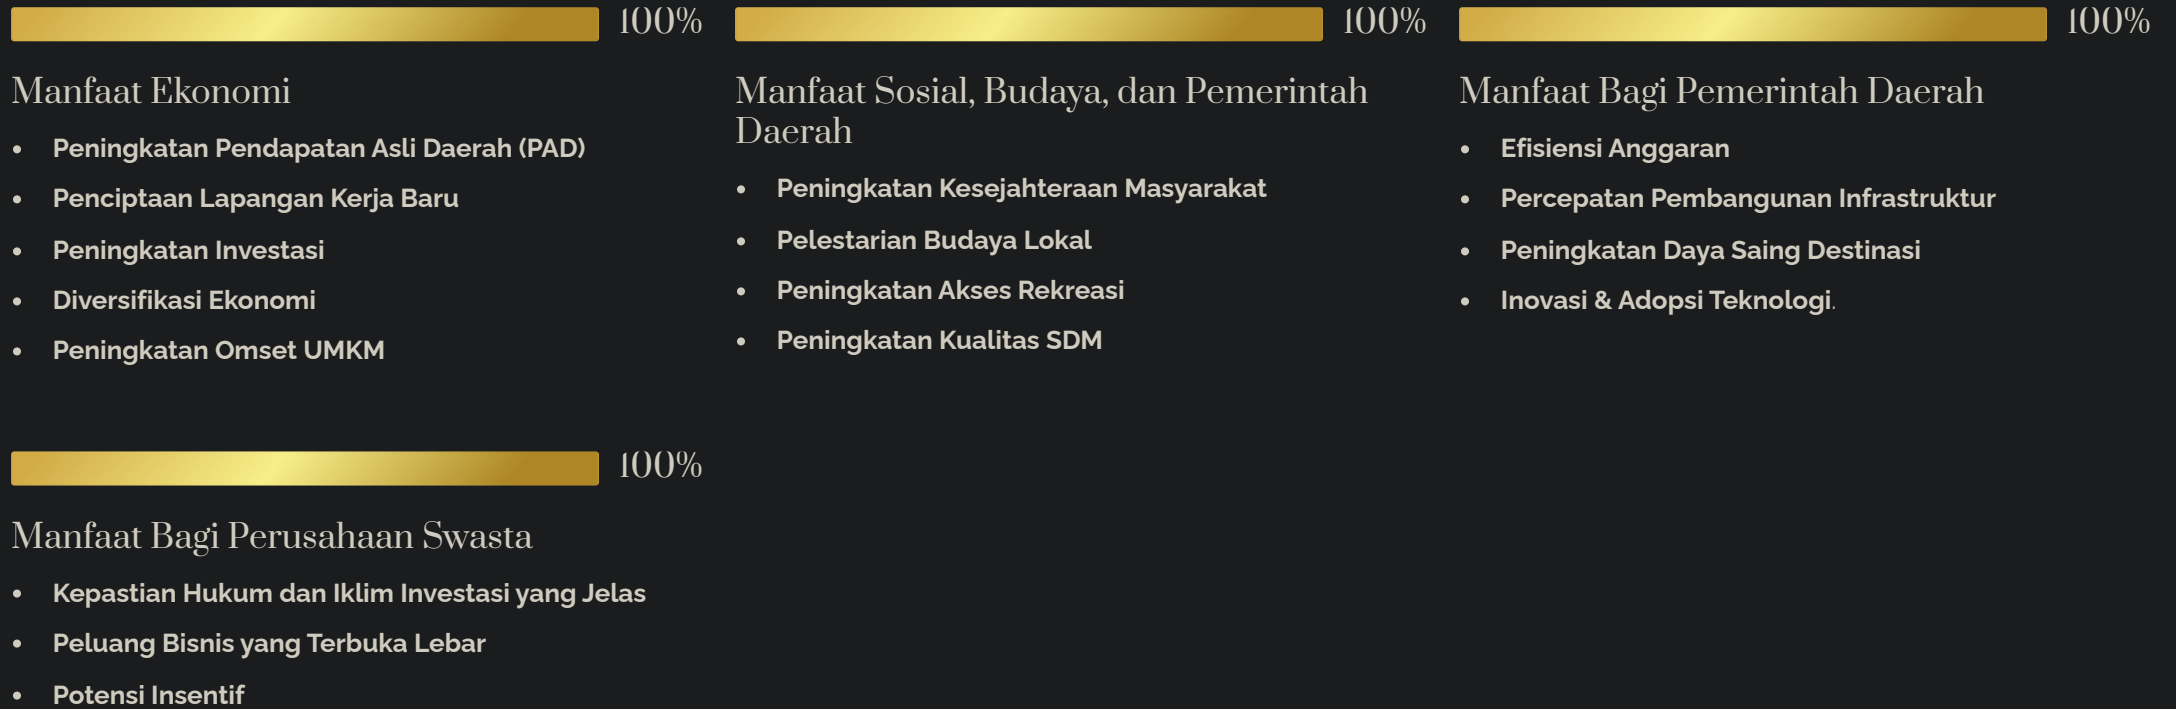 100%
Manfaat Ekonomi
• Peningkatan Pendapatan Asli Daerah (PAD)
• Penciptaan Lapangan Kerja Baru
• Peningkatan Investasi
• Diversifikasi Ekonomi
• Peningkatan Omset UMKM
100%
Manfaat Sosial, Budaya, dan Pemerintah
Daerah
• Peningkatan Kesejahteraan Masyarakat
• Pelestarian Budaya Lokal
• Peningkatan Akses Rekreasi
• Peningkatan Kualitas SDM
100%
Manfaat Bagi Pemerintah Daerah
• Efisiensi Anggaran
• Percepatan Pembangunan Infrastruktur
• Peningkatan Daya Saing Destinasi
• Inovasi & Adopsi Teknologi.
100%
Manfaat Bagi Perusahaan Swasta
• Kepastian Hukum dan Iklim Investasi yang Jelas
• Peluang Bisnis yang Terbuka Lebar
• Potensi Insentif